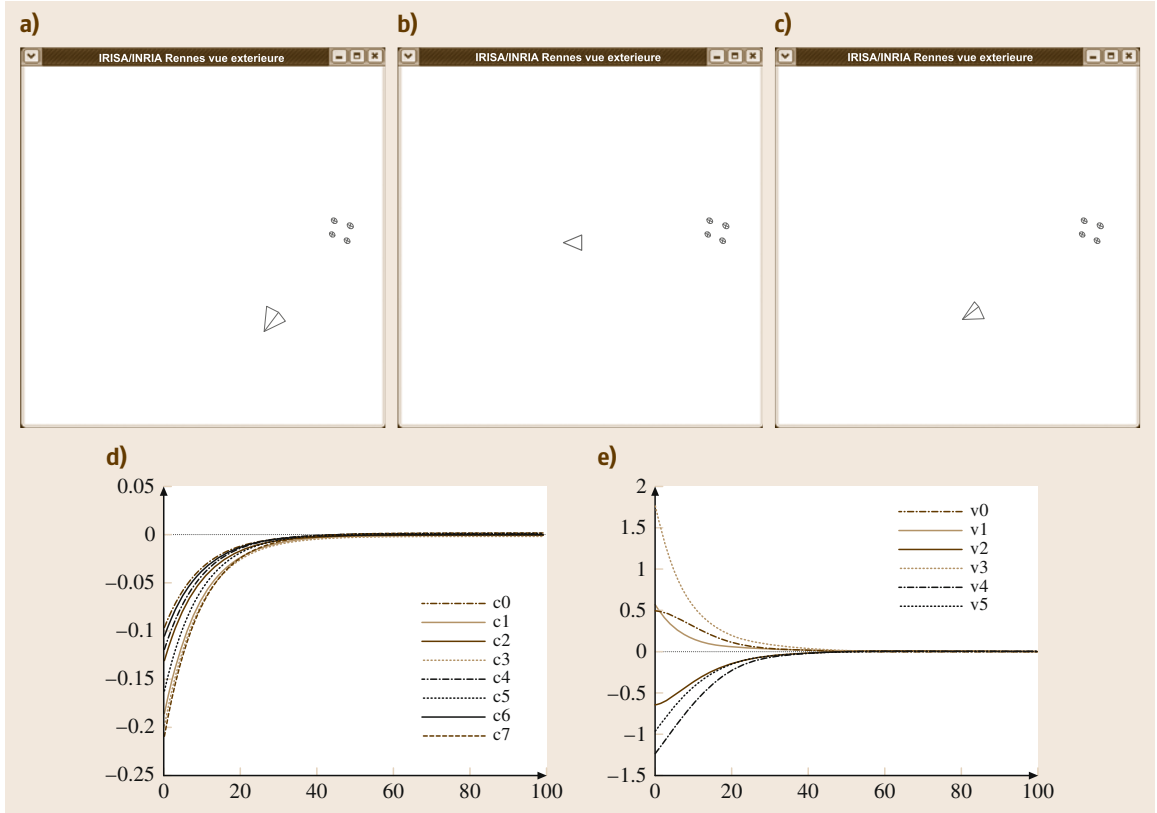 a) b) c)
IRISA/INRIA Rennes vue exterieure
IRISA/INRIA Rennes vue exterieure
IRISA/INRIA Rennes vue exterieure
d)
0.05
0
−0.05
−0.1
−0.15
−0.2
−0.25
0 20 40 60 80 100
c0
c1
c2
c3
c4
c5
c6
c7
e)
2
1.5
1
0.5
0
−0.5
−1
−1.5
0 20 40 60 80 100
v0
v1
v2
v3
v4
v5